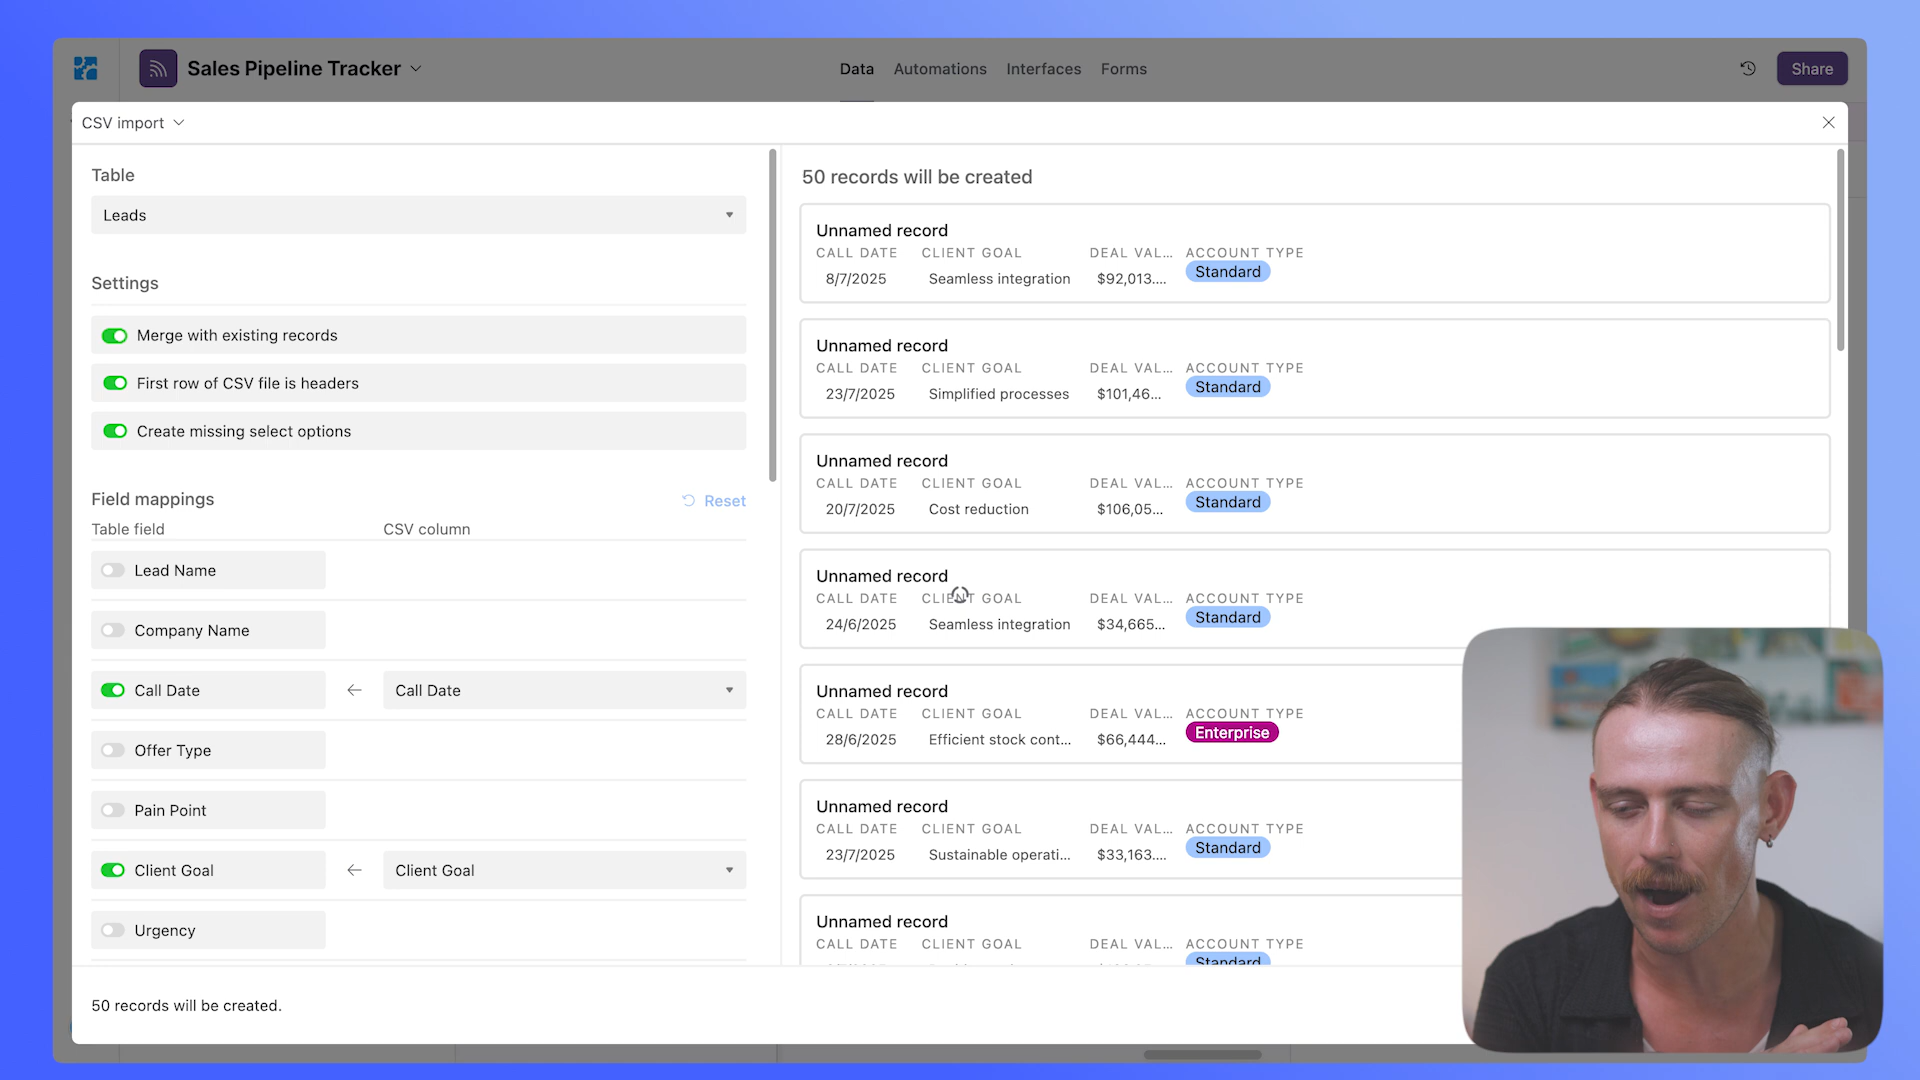 Sales Pipeline Tracker
Data Automations Interfaces Forms
Share
CSV import
Table
Leads
Settings
Merge with existing records
First row of CSV file is headers
Create missing select options
Field mappings
Reset
Table field CSV column
Lead Name
Company Name
Call Date Call Date
Offer Type
Pain Point
Client Goal Client Goal
Urgency
50 records will be created.
50 records will be created
Unnamed record
CALL DATE CLIENT GOAL DEAL VAL... ACCOUNT TYPE
8/7/2025 Seamless integration $92,013.... Standard
Unnamed record
CALL DATE CLIENT GOAL DEAL VAL... ACCOUNT TYPE
23/7/2025 Simplified processes $101,46... Standard
Unnamed record
CALL DATE CLIENT GOAL DEAL VAL... ACCOUNT TYPE
20/7/2025 Cost reduction $106,05... Standard
Unnamed record
CALL DATE CLIENT GOAL DEAL VAL... ACCOUNT TYPE
24/6/2025 Seamless integration $34,665... Standard
Unnamed record
CALL DATE CLIENT GOAL DEAL VAL... ACCOUNT TYPE
28/6/2025 Efficient stock cont... $66,444... Enterprise
Unnamed record
CALL DATE CLIENT GOAL DEAL VAL... ACCOUNT TYPE
23/7/2025 Sustainable operati... $33,163.... Standard
Unnamed record
CALL DATE CLIENT GOAL DEAL VAL... ACCOUNT TYPE
Standard